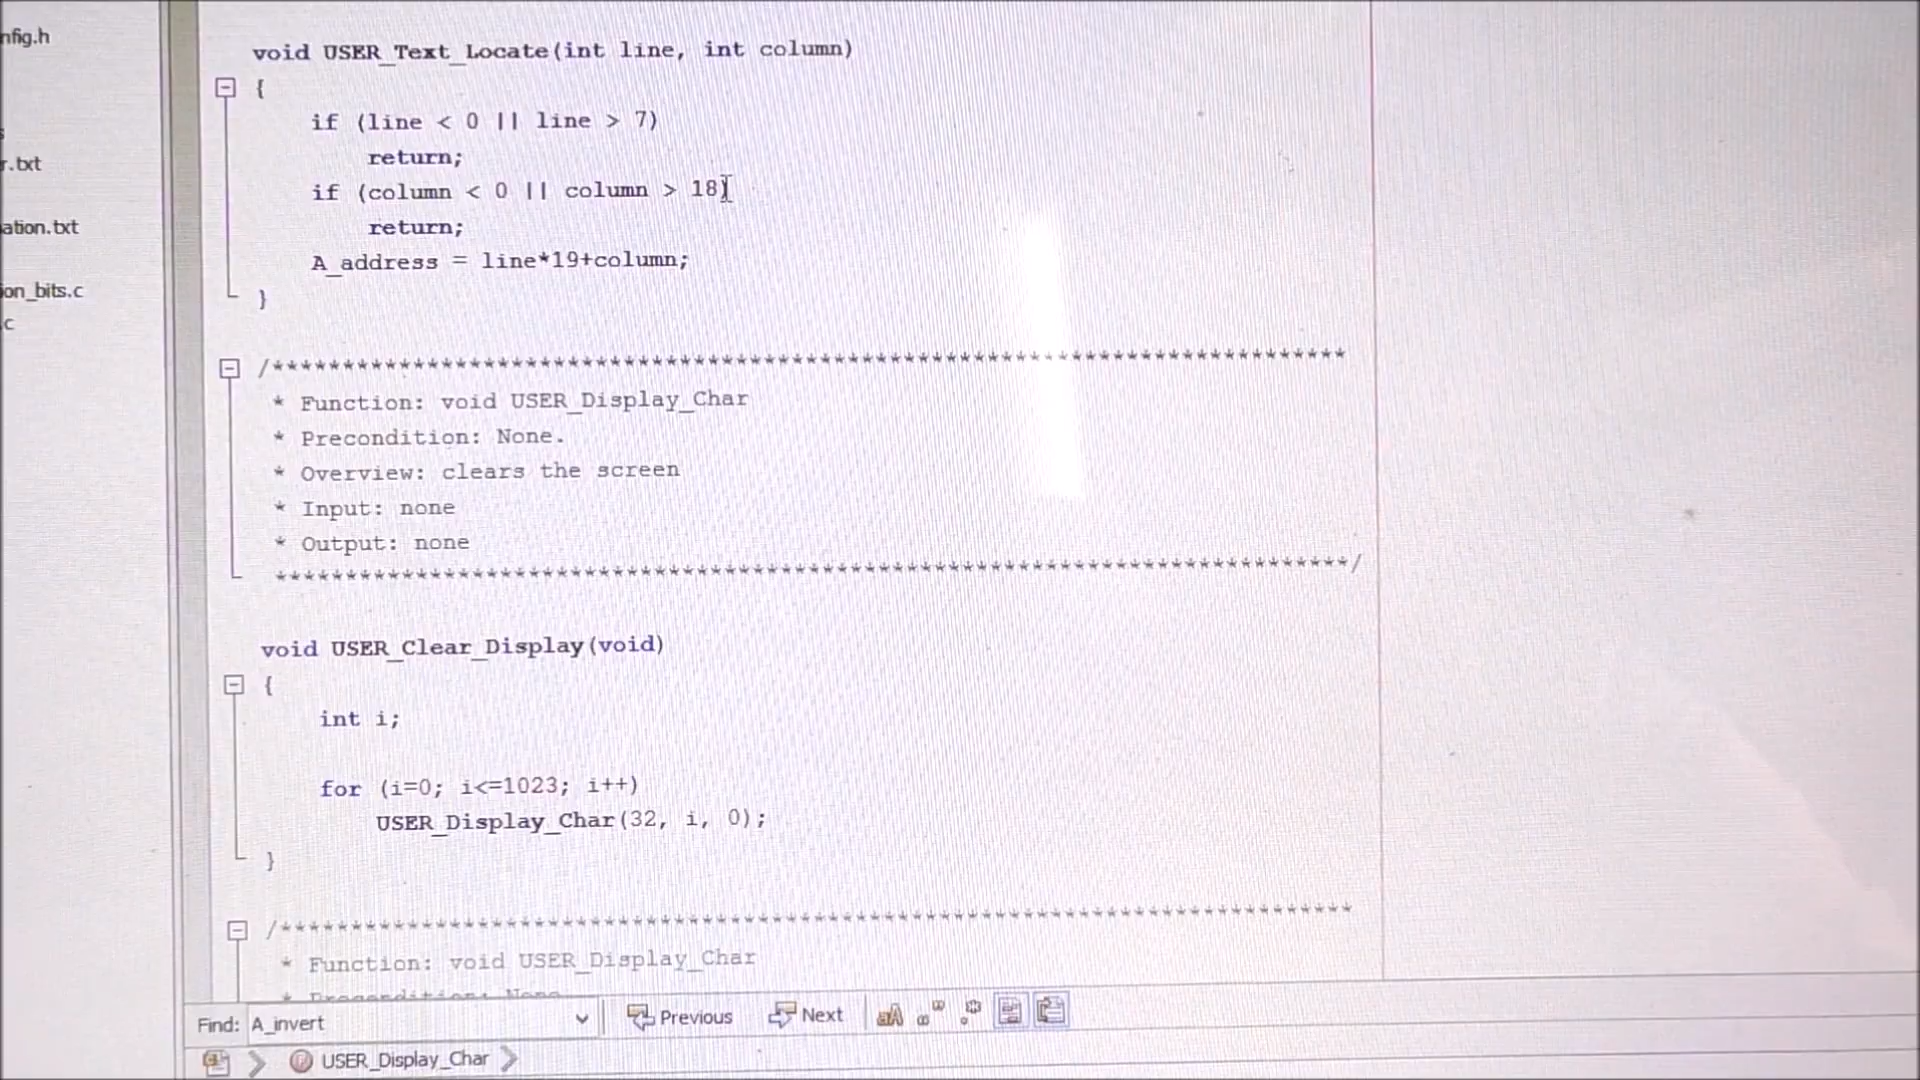 nfig.h
void USER_Text_Locate(int line, int column)
{
if (line < 0 || line > 7)
return;
r.txt
if (column < 0 || column > 18)
return;
ation.txt
A_address = line*19+column;
ion_bits.c
}
.c
/*****************************************************************************
* Function: void USER_Display_Char
* Precondition: None.
* Overview: clears the screen
* Input: none
* Output: none
*****************************************************************************/
void USER_Clear_Display(void)
{
int i;
for (i=0; i<=1023; i++)
USER_Display_Char(32, i, 0);
}
/*****************************************************************************
* Function: void USER_Display_Char
* Precondition: None
Find: A_invert Previous Next
USER_Display_Char